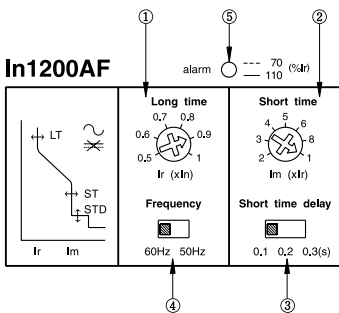 ① ⑤ ②
In1200AF alarm --- 70 — 110 (%Ir)
Long time
0.5 0.6 0.7 0.8 0.9 1
Ir (xIn)
Short time
2 3 4 5 6 8 1
Im (xIr)
LT
ST
STD
Ir Im
Frequency
60Hz 50Hz
Short time delay
0.1 0.2 0.3(s)
④ ③